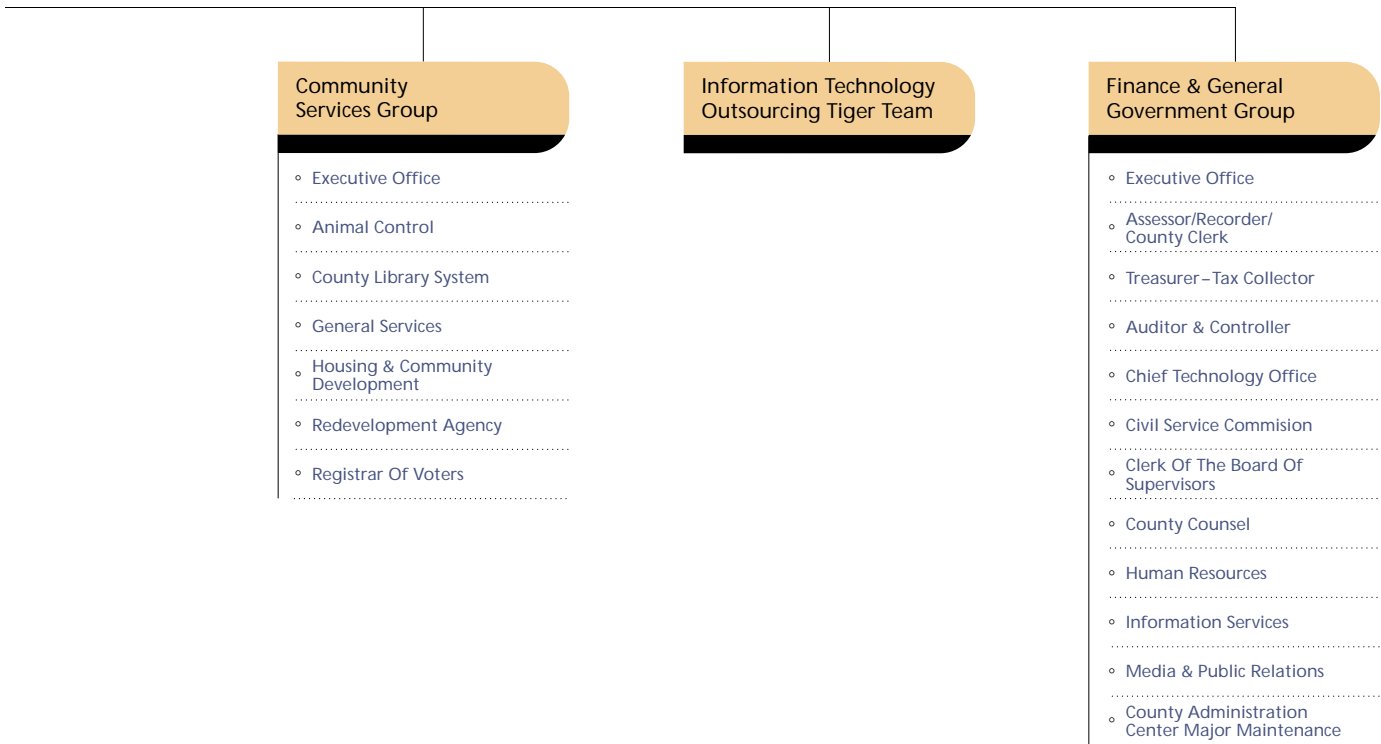 Community
Services Group
Executive Office
Animal Control
County Library System
General Services
Housing & Community
Development
Redevelopment Agency
Registrar Of Voters
Information Technology
Outsourcing Tiger Team
Finance & General
Government Group
Executive Office
Assessor/Recorder/
County Clerk
Treasurer–Tax Collector
Auditor & Controller
Chief Technology Office
Civil Service Commision
Clerk Of The Board Of
Supervisors
County Counsel
Human Resources
Information Services
Media & Public Relations
County Administration
Center Major Maintenance